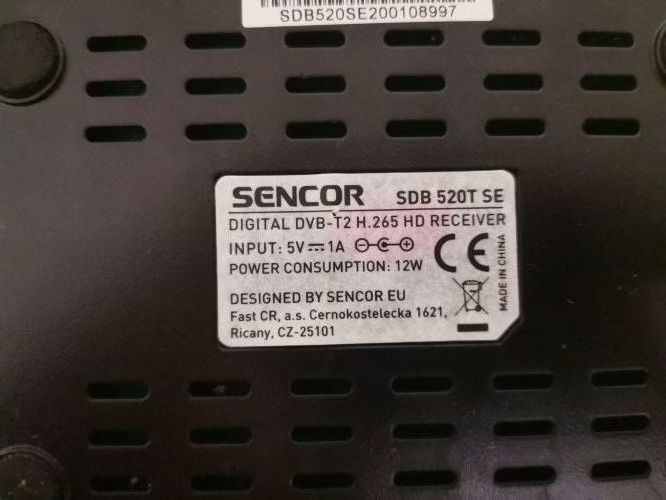 SDB520SE200108997
SENCOR SDB 520T SE
DIGITAL DVB-T2 H.265 HD RECEIVER
INPUT: 5V⎓1A
POWER CONSUMPTION: 12W
CE
MADE IN CHINA
DESIGNED BY SENCOR EU
Fast CR, a.s. Cernokostelecka 1621,
Ricany, CZ-25101